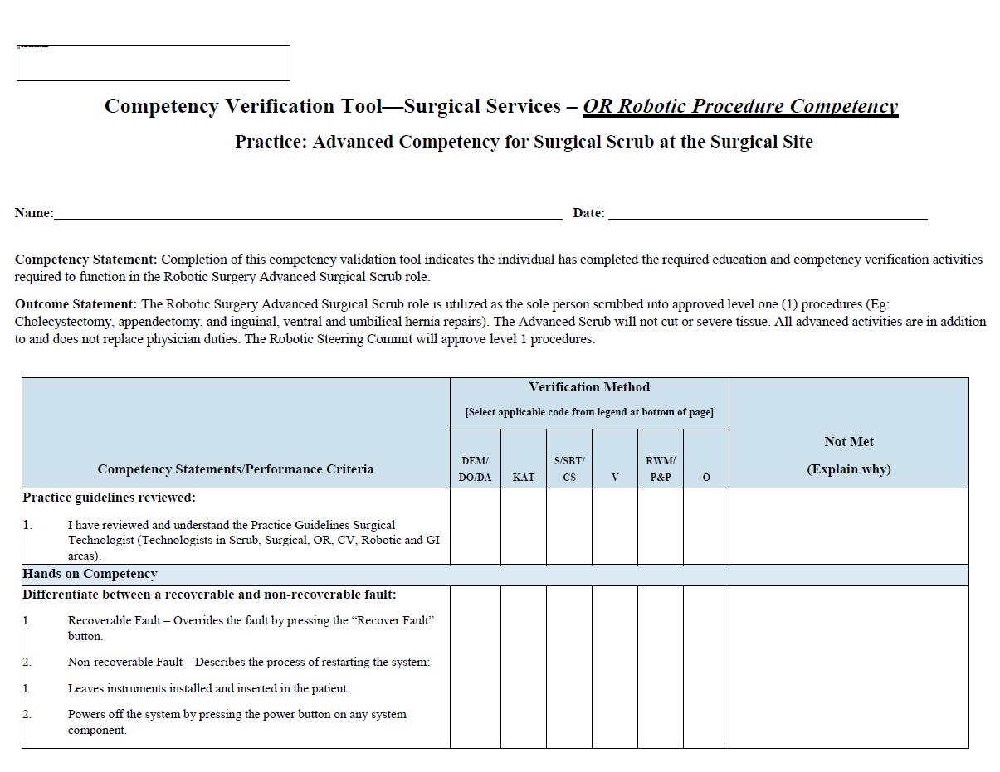 Competency Verification Tool—Surgical Services – OR Robotic Procedure Competency
Practice: Advanced Competency for Surgical Scrub at the Surgical Site
Name: Date:
Competency Statement: Completion of this competency validation tool indicates the individual has completed the required education and competency verification activities
required to function in the Robotic Surgery Advanced Surgical Scrub role.
Outcome Statement: The Robotic Surgery Advanced Surgical Scrub role is utilized as the sole person scrubbed into approved level one (1) procedures (Eg:
Cholecystectomy, appendectomy, and inguinal, ventral and umbilical hernia repairs). The Advanced Scrub will not cut or severe tissue. All advanced activities are in addition
to and does not replace physician duties. The Robotic Steering Commit will approve level 1 procedures.
Competency Statements/Performance Criteria
Verification Method
[Select applicable code from legend at bottom of page]
DEM/
DO/DA
KAT
S/SBT/
CS
V
RWM/
P&P
O
Not Met
(Explain why)
Practice guidelines reviewed:
1. I have reviewed and understand the Practice Guidelines Surgical
Technologist (Technologists in Scrub, Surgical, OR, CV, Robotic and GI
areas).
Hands on Competency
Differentiate between a recoverable and non-recoverable fault:
1. Recoverable Fault – Overrides the fault by pressing the “Recover Fault”
button.
2. Non-recoverable Fault – Describes the process of restarting the system:
1. Leaves instruments installed and inserted in the patient.
2. Powers off the system by pressing the power button on any system
component.